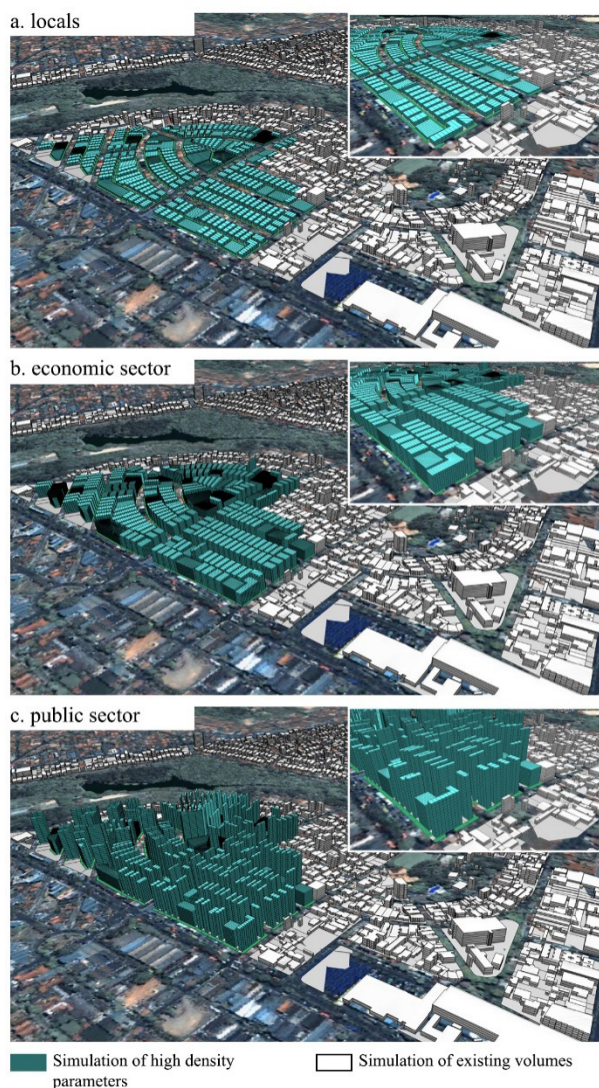 a. locals
b. economic sector
c. public sector
Simulation of high density
parameters
Simulation of existing volumes